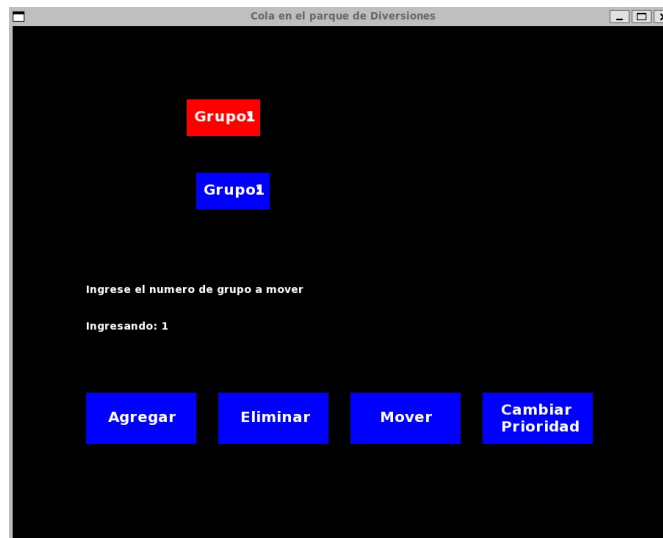 Cola en el parque de Diversiones
Grupo1
Grupo1
Ingrese el numero de grupo a mover
Ingresando: 1
Agregar
Eliminar
Mover
Cambiar
Prioridad